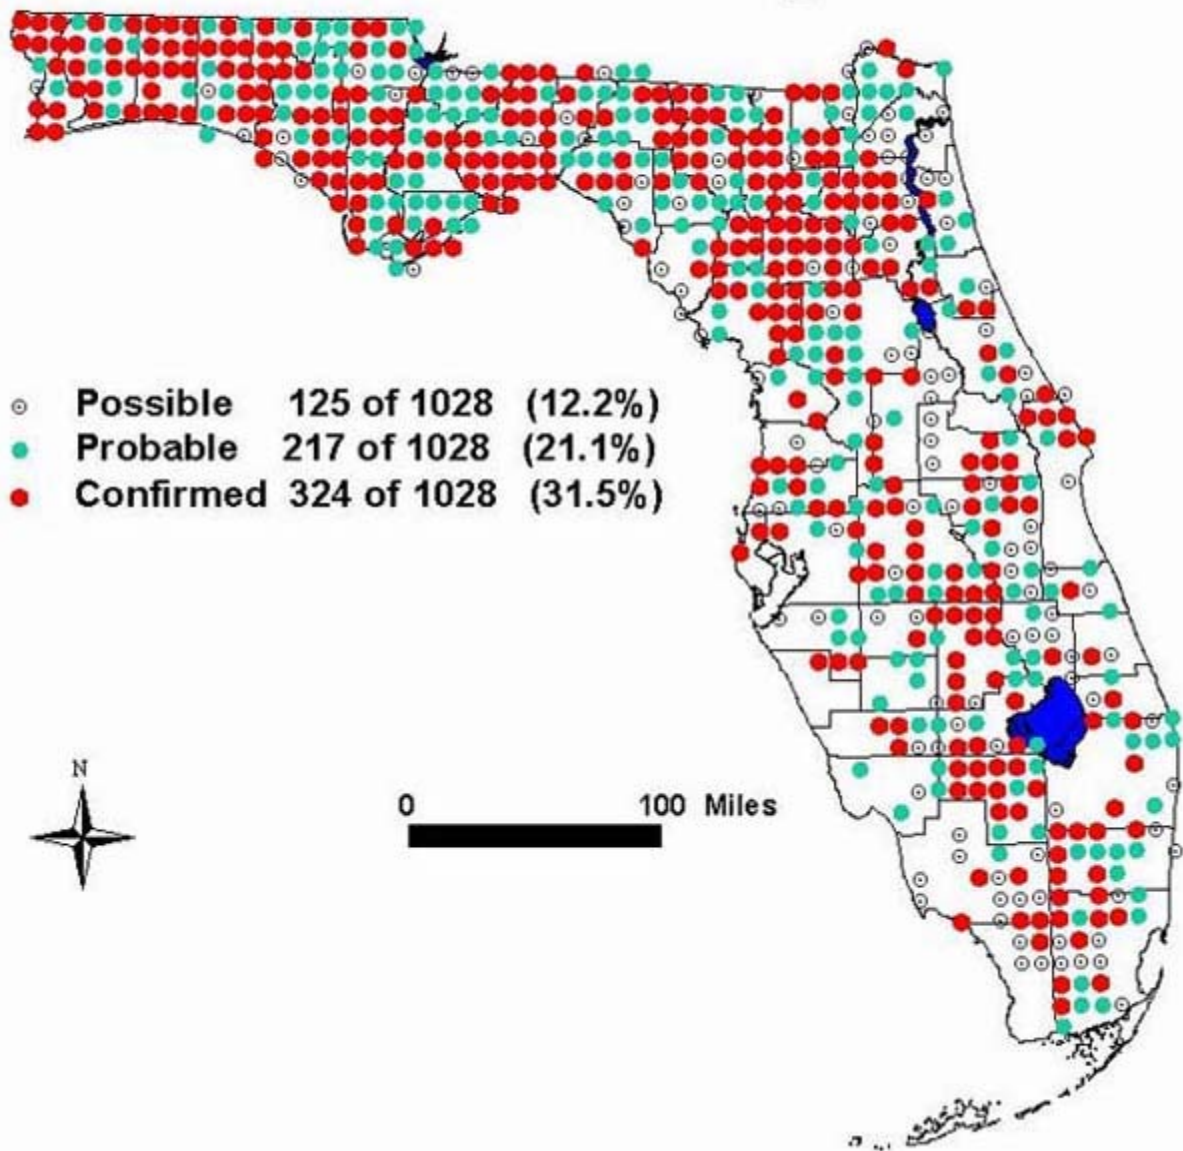 Possible 125 of 1028 (12.2%)
Probable 217 of 1028 (21.1%)
Confirmed 324 of 1028 (31.5%)
N
0 100 Miles